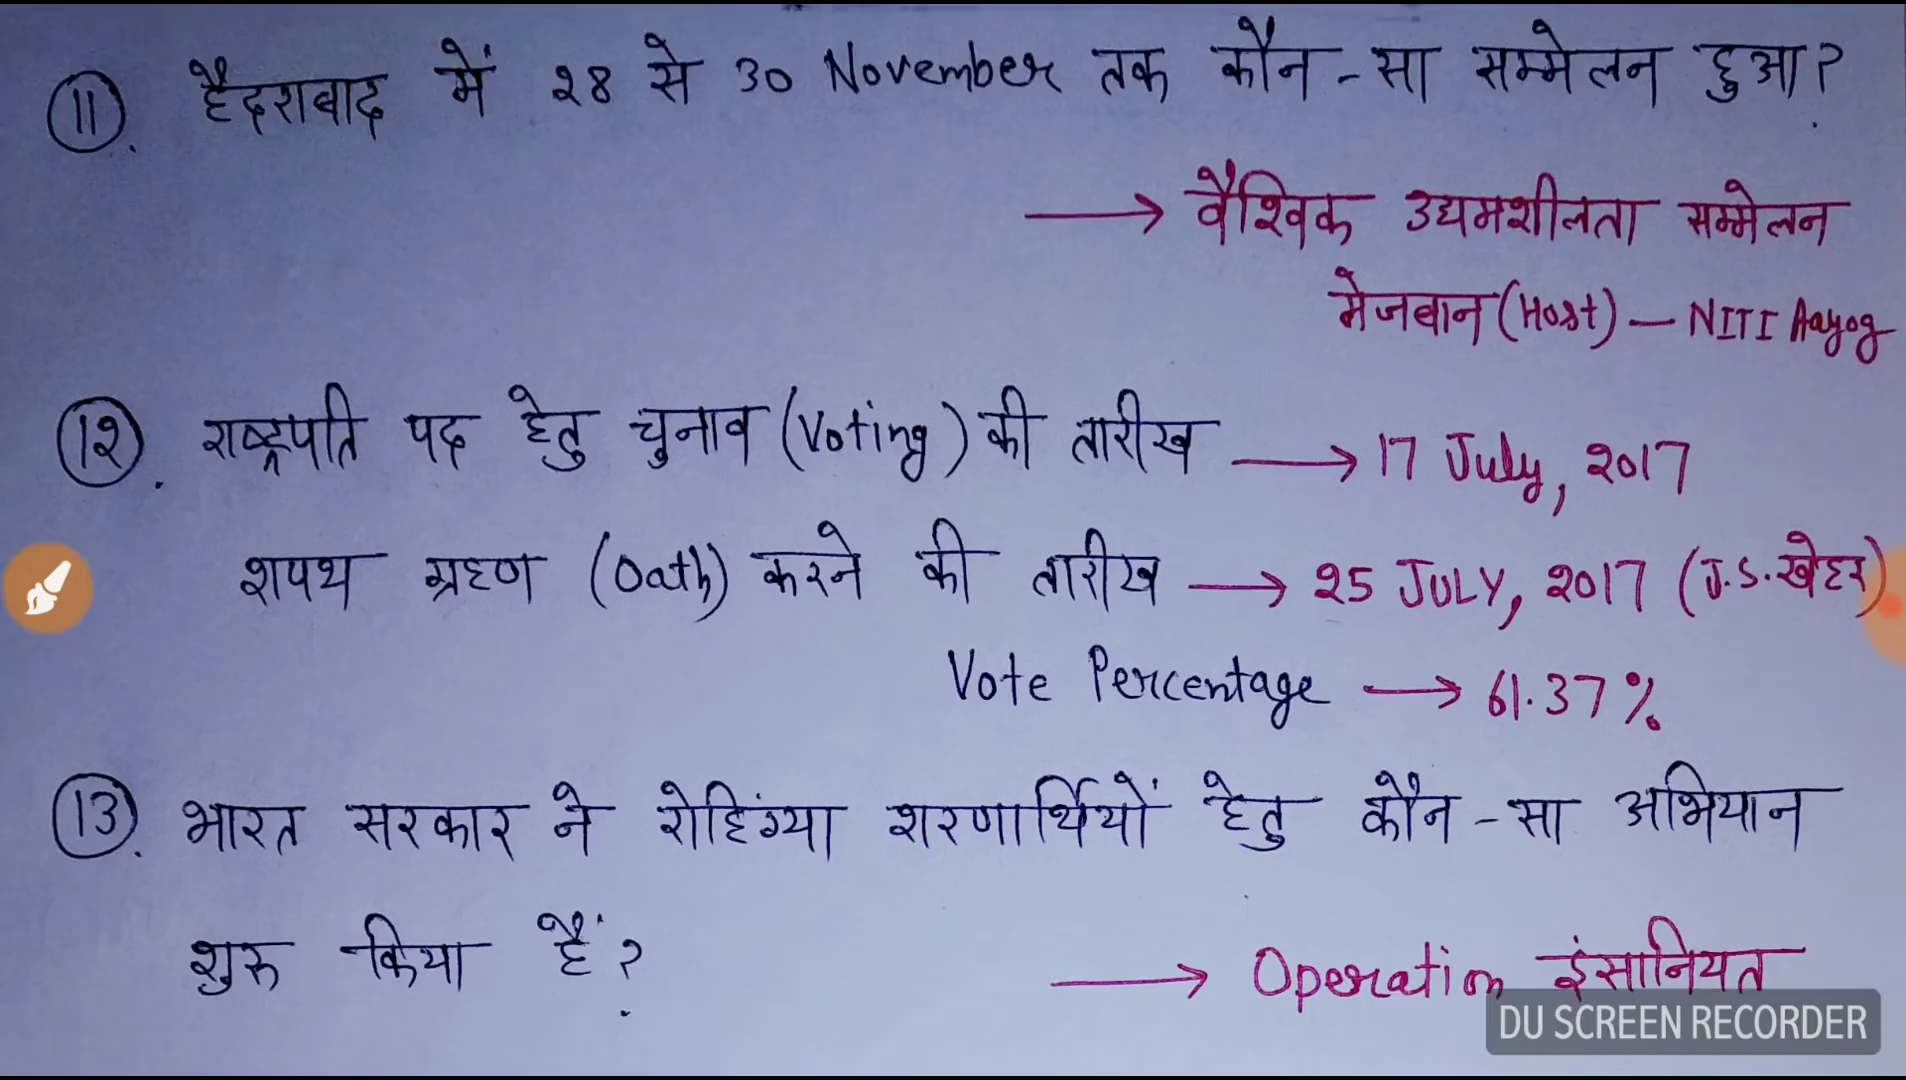 11. हैदराबाद में 28 से 30 November तक कौन-सा सम्मेलन हुआ?
→ वैश्विक उद्यमशीलता सम्मेलन
मेजबान (Host) – NITI Aayog
12. राष्ट्रपति पद हेतु चुनाव (Voting) की तारीख → 17 July, 2017
शपथ ग्रहण (Oath) करने की तारीख → 25 JULY, 2017 (J.S. खेहर)
Vote Percentage → 61.37%
13. भारत सरकार ने रोहिंग्या शरणार्थियों हेतु कौन-सा अभियान
शुरू किया हैं?
→ Operation इंसानियत
DU SCREEN RECORDER